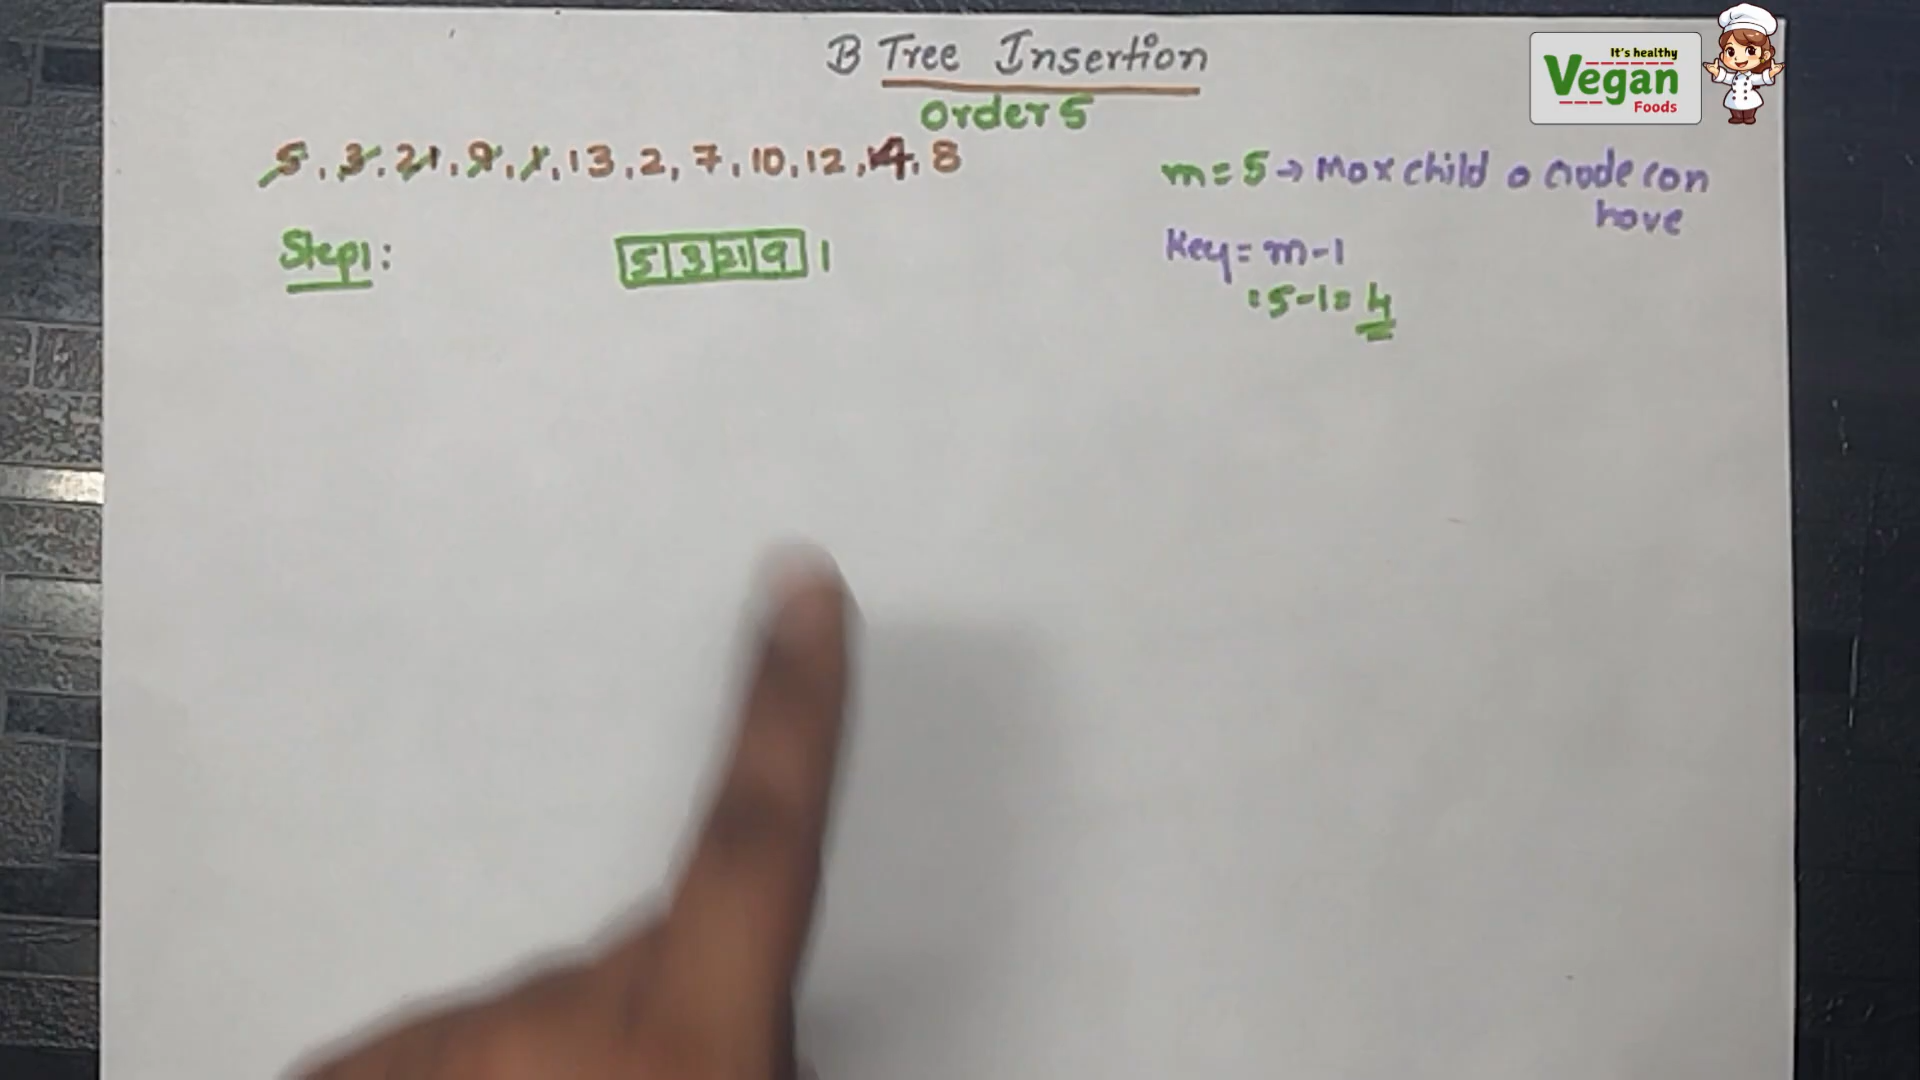 B Tree Insertion
Order 5
5, 3, 21, 9, 1, 13, 2, 7, 10, 12, 4, 8
m = 5 → Max child a node can
have
Key = m-1
= 5-1 = 4
Step1:
5 3 21 9 1
It's healthy
Vegan
Foods